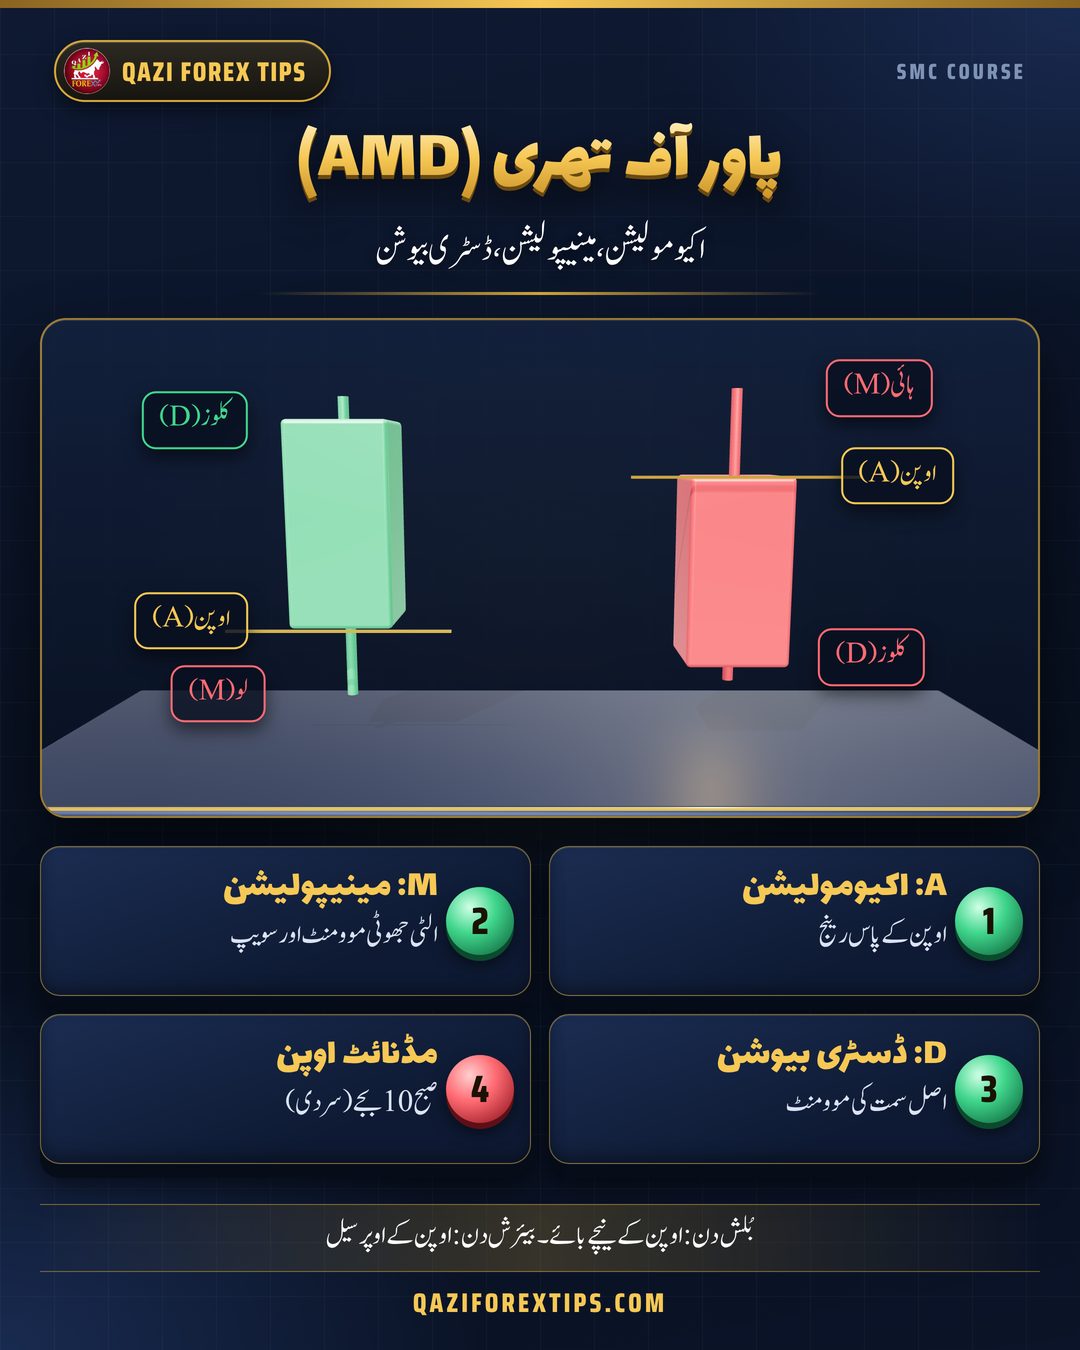 QAZI FOREX TIPS
SMC COURSE
پاور آف تھری (AMD)
اکیومولیشن، مینیپولیشن، ڈسٹری بیوشن
ہائی (M)
کلوز (D)
اوپن (A)
اوپن (A)
کلوز (D)
لو (M)
1
A: اکیومولیشن
اوپن کے پاس رینج
2
M: مینیپولیشن
الٹی جھوٹی موومنٹ اور سویپ
3
D: ڈسٹری بیوشن
اصل سمت کی موومنٹ
4
مڈنائٹ اوپن
صبح 10 بجے (سردی)
بُلش دن: اوپن کے نیچے بائے۔ بیئرش دن: اوپن کے اوپر سیل
QAZIFOREXTIPS.COM